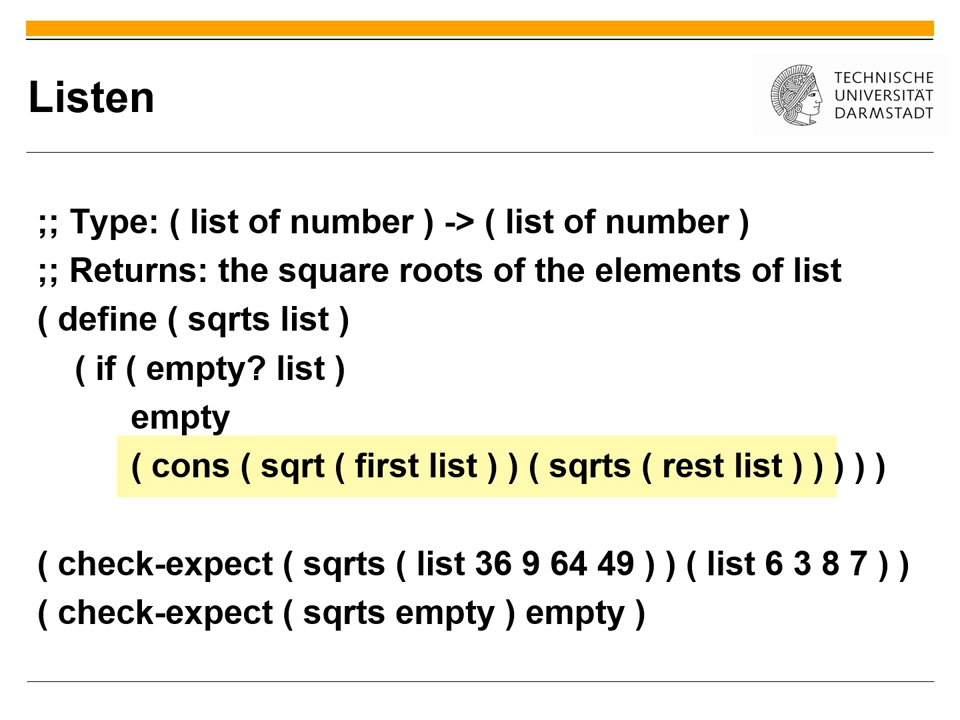 Listen
TECHNISCHE
UNIVERSITÄT
DARMSTADT
;; Type: ( list of number ) -> ( list of number )
;; Returns: the square roots of the elements of list
( define ( sqrts list )
( if ( empty? list )
empty
( cons ( sqrt ( first list ) ) ( sqrts ( rest list ) ) ) ) )
( check-expect ( sqrts ( list 36 9 64 49 ) ) ( list 6 3 8 7 ) )
( check-expect ( sqrts empty ) empty )